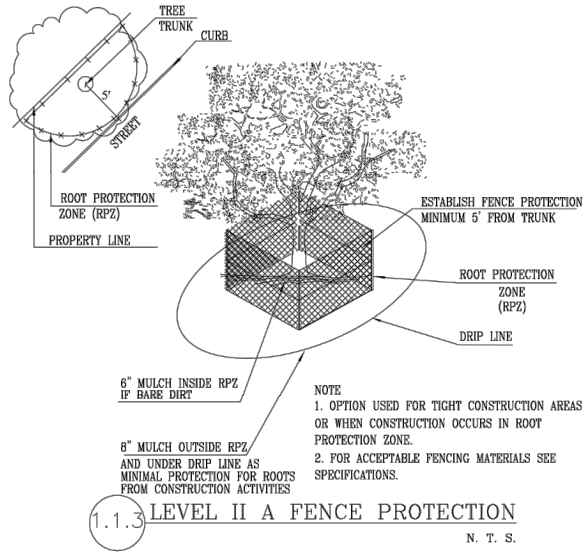 TREE
TRUNK
CURB
5'
STREET
ROOT PROTECTION
ZONE (RPZ)
PROPERTY LINE
ESTABLISH FENCE PROTECTION
MINIMUM 5' FROM TRUNK
ROOT PROTECTION
ZONE
(RPZ)
DRIP LINE
6" MULCH INSIDE RPZ
IF BARE DIRT
8" MULCH OUTSIDE RPZ
AND UNDER DRIP LINE AS
MINIMAL PROTECTION FOR ROOTS
FROM CONSTRUCTION ACTIVITIES
NOTE
1. OPTION USED FOR TIGHT CONSTRUCTION AREAS
OR WHEN CONSTRUCTION OCCURS IN ROOT
PROTECTION ZONE.
2. FOR ACCEPTABLE FENCING MATERIALS SEE
SPECIFICATIONS.
1.1.3 LEVEL II A FENCE PROTECTION
N. T. S.